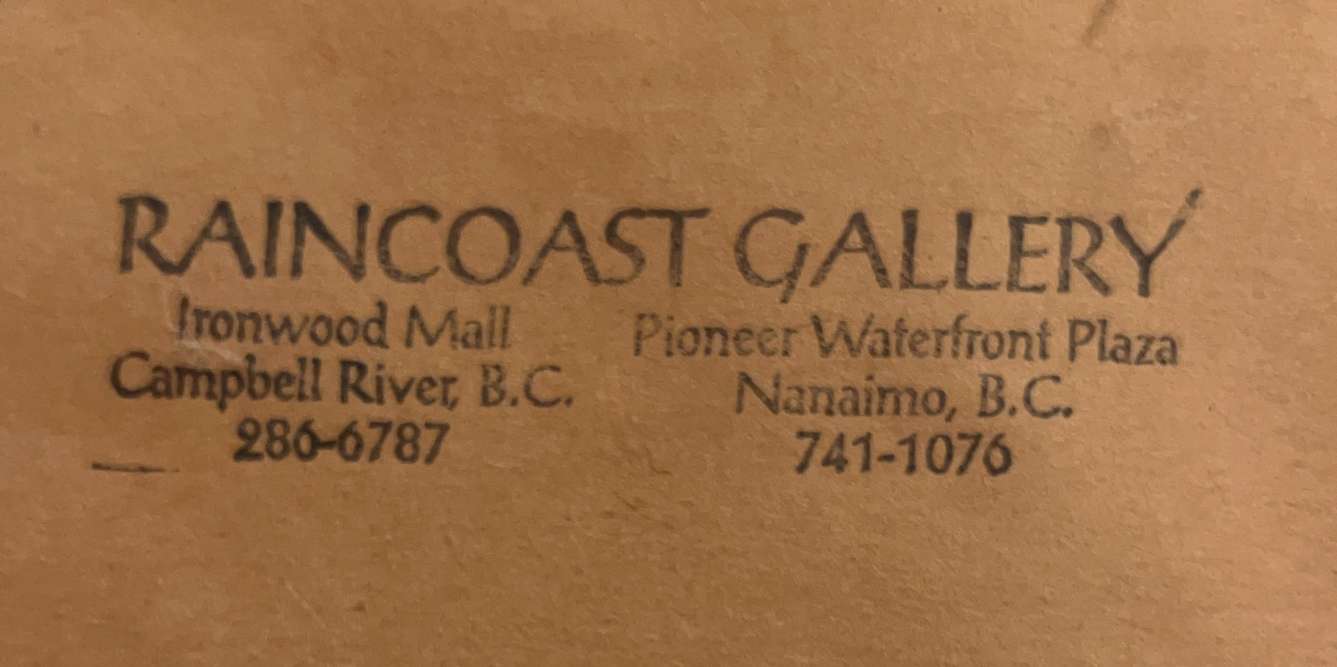 RAINCOAST GALLERY
Ironwood Mall
Campbell River, B.C.
286-6787
Pioneer Waterfront Plaza
Nanaimo, B.C.
741-1076